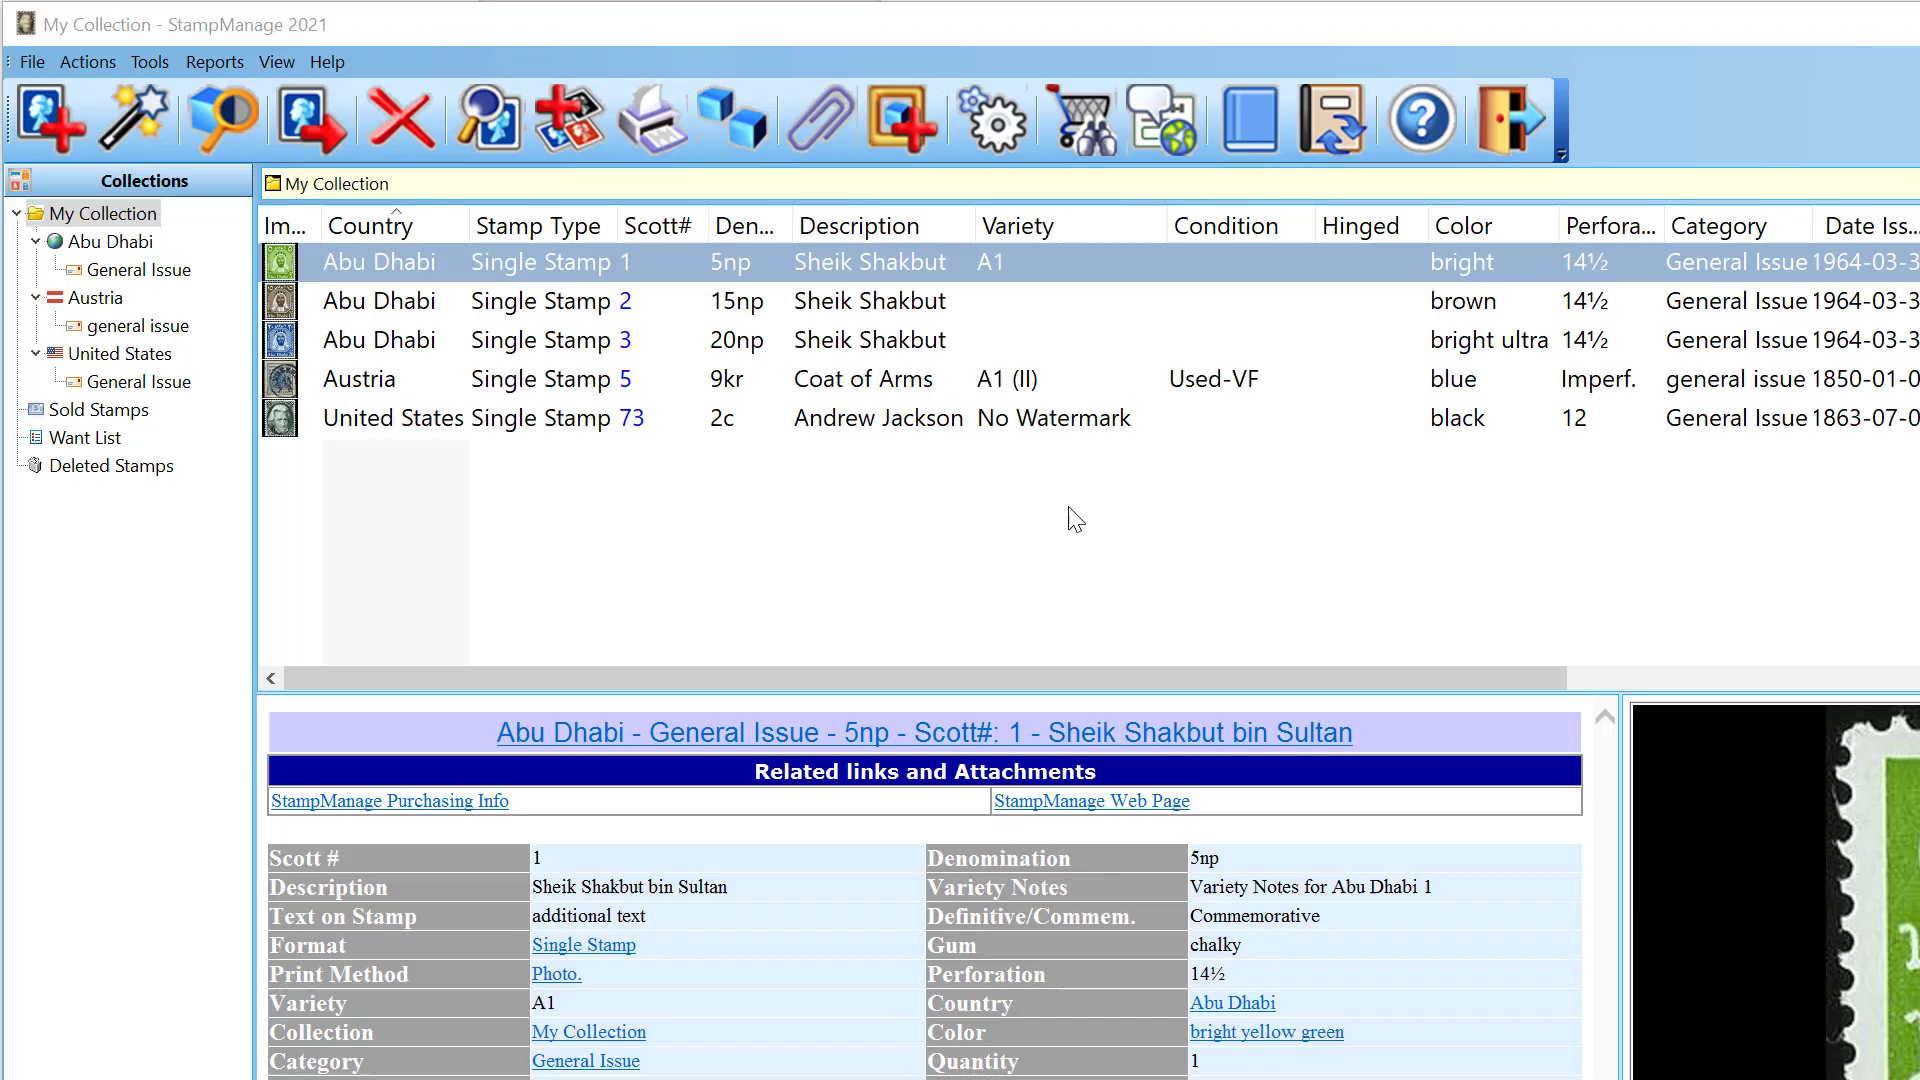 My Collection - StampManage 2021
File Actions Tools Reports View Help
Collections
My Collection
Abu Dhabi
General Issue
Austria
general issue
United States
General Issue
Sold Stamps
Want List
Deleted Stamps
My Collection
Im... Country Stamp Type Scott# Den... Description Variety Condition Hinged Color Perfora... Category Date Iss...
Abu Dhabi Single Stamp 1 5np Sheik Shakbut A1 bright 14½ General Issue 1964-03-3
Abu Dhabi Single Stamp 2 15np Sheik Shakbut brown 14½ General Issue 1964-03-3
Abu Dhabi Single Stamp 3 20np Sheik Shakbut bright ultra 14½ General Issue 1964-03-3
Austria Single Stamp 5 9kr Coat of Arms A1 (II) Used-VF blue Imperf. general issue 1850-01-0
United States Single Stamp 73 2c Andrew Jackson No Watermark black 12 General Issue 1863-07-0
Abu Dhabi - General Issue - 5np - Scott#: 1 - Sheik Shakbut bin Sultan
Related links and Attachments
StampManage Purchasing Info StampManage Web Page
Scott # 1 Denomination 5np
Description Sheik Shakbut bin Sultan Variety Notes Variety Notes for Abu Dhabi 1
Text on Stamp additional text Definitive/Commem. Commemorative
Format Single Stamp Gum chalky
Print Method Photo. Perforation 14½
Variety A1 Country Abu Dhabi
Collection My Collection Color bright yellow green
Category General Issue Quantity 1